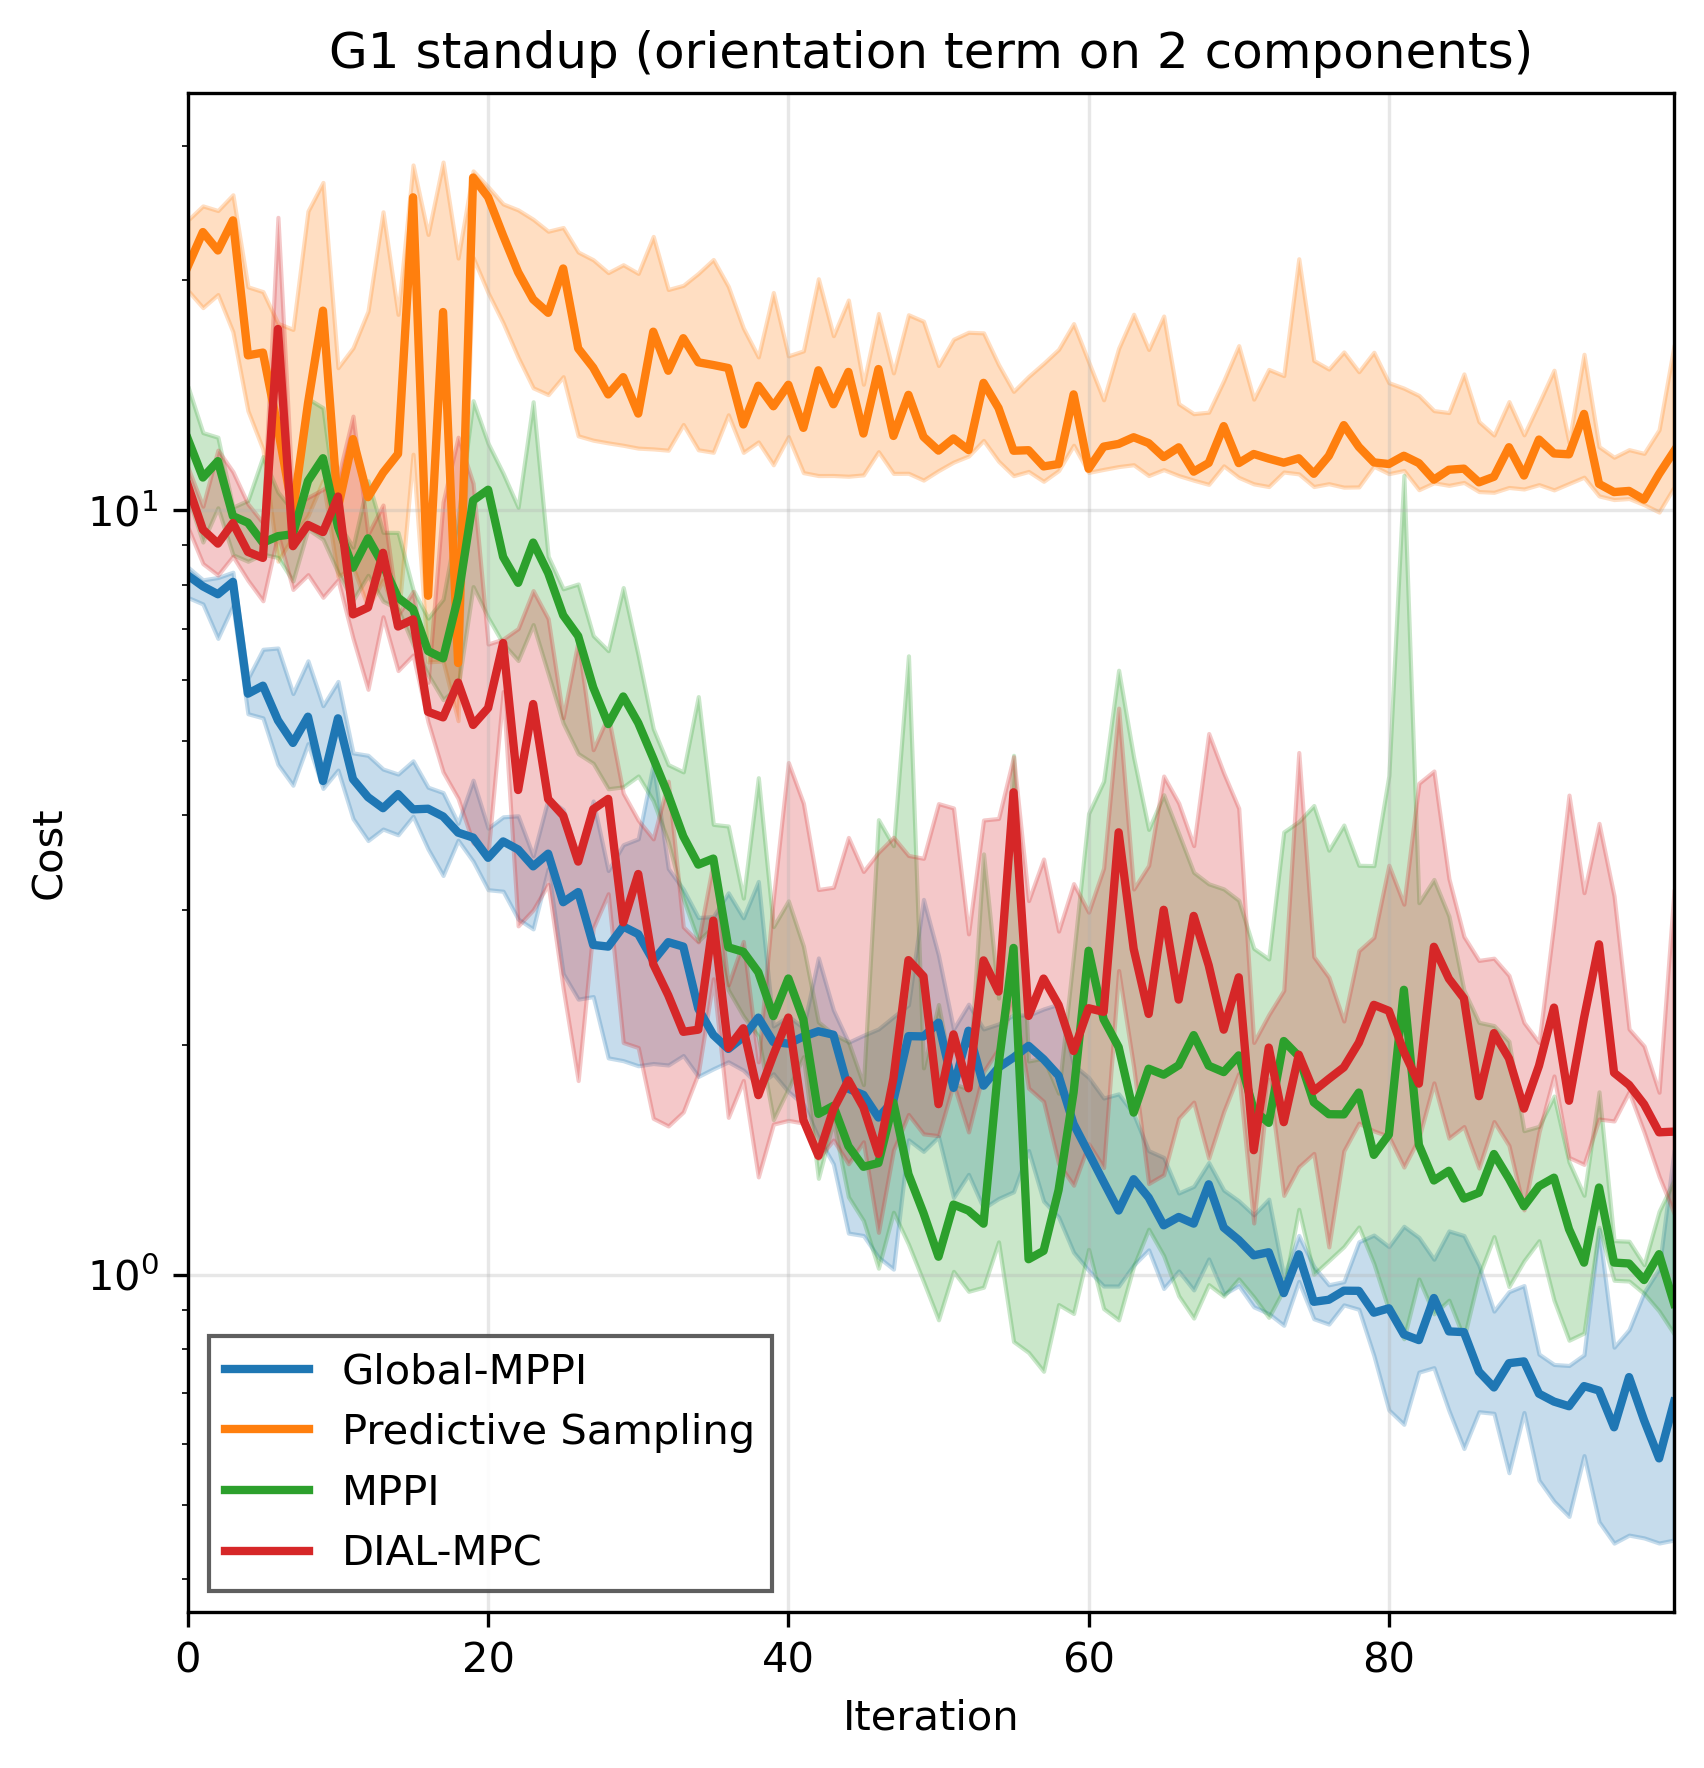 G1 standup (orientation term on 2 components)
Cost
10¹
10⁰
Global-MPPI
Predictive Sampling
MPPI
DIAL-MPC
0 20 40 60 80
Iteration